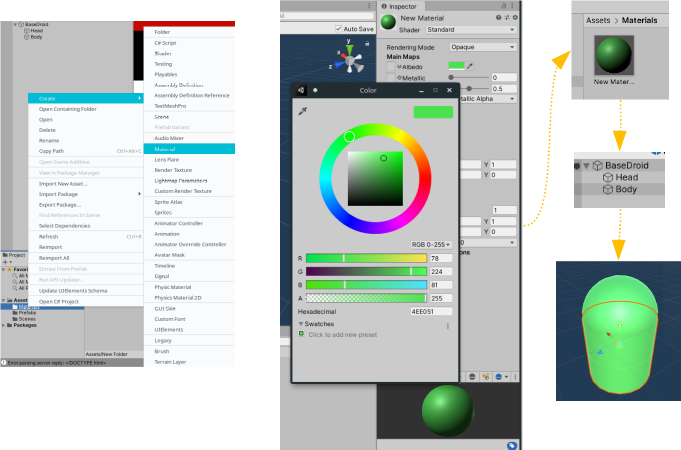 BaseDroid
Head
Body
Create
Open Containing Folder
Open
Delete
Rename
Copy Path Ctrl+Alt+C
Open Scene Additive
View in Package Manager
Import New Asset...
Import Package
Export Package...
Find References In Scene
Select Dependencies
Refresh Ctrl+R
Reimport
Reimport All
Extract From Prefab
Run API Updater...
Update UIElements Schema
Open C# Project
Folder
C# Script
Shader
Testing
Playables
Assembly Definition
Assembly Definition Reference
TextMeshPro
Scene
Prefab Variant
Audio Mixer
Material
Lens Flare
Render Texture
Lightmap Parameters
Custom Render Texture
Sprite Atlas
Sprites
Animator Controller
Animation
Animator Override Controller
Avatar Mask
Timeline
Signal
Physic Material
Physics Material 2D
GUI Skin
Custom Font
UIElements
Legacy
Brush
Terrain Layer
Project
Favori
All M
All M
All P
Asset
Prefabs
Scenes
Packages
Assets/New Folder
Error parsing server reply: <!DOCTYPE html>
Auto Save
y
x
z
Inspector
New Material
Shader Standard
Rendering Mode Opaque
Main Maps
Albedo
Metallic 0
0.5
tallic Alpha
Y 1
Y 0
1
Y 1
Y 0
0
ons
Color
RGB 0-255
R 78
G 224
B 81
A 255
Hexadecimal 4EE051
Swatches
Click to add new preset
Assets > Materials
New Mater...
BaseDroid
Head
Body